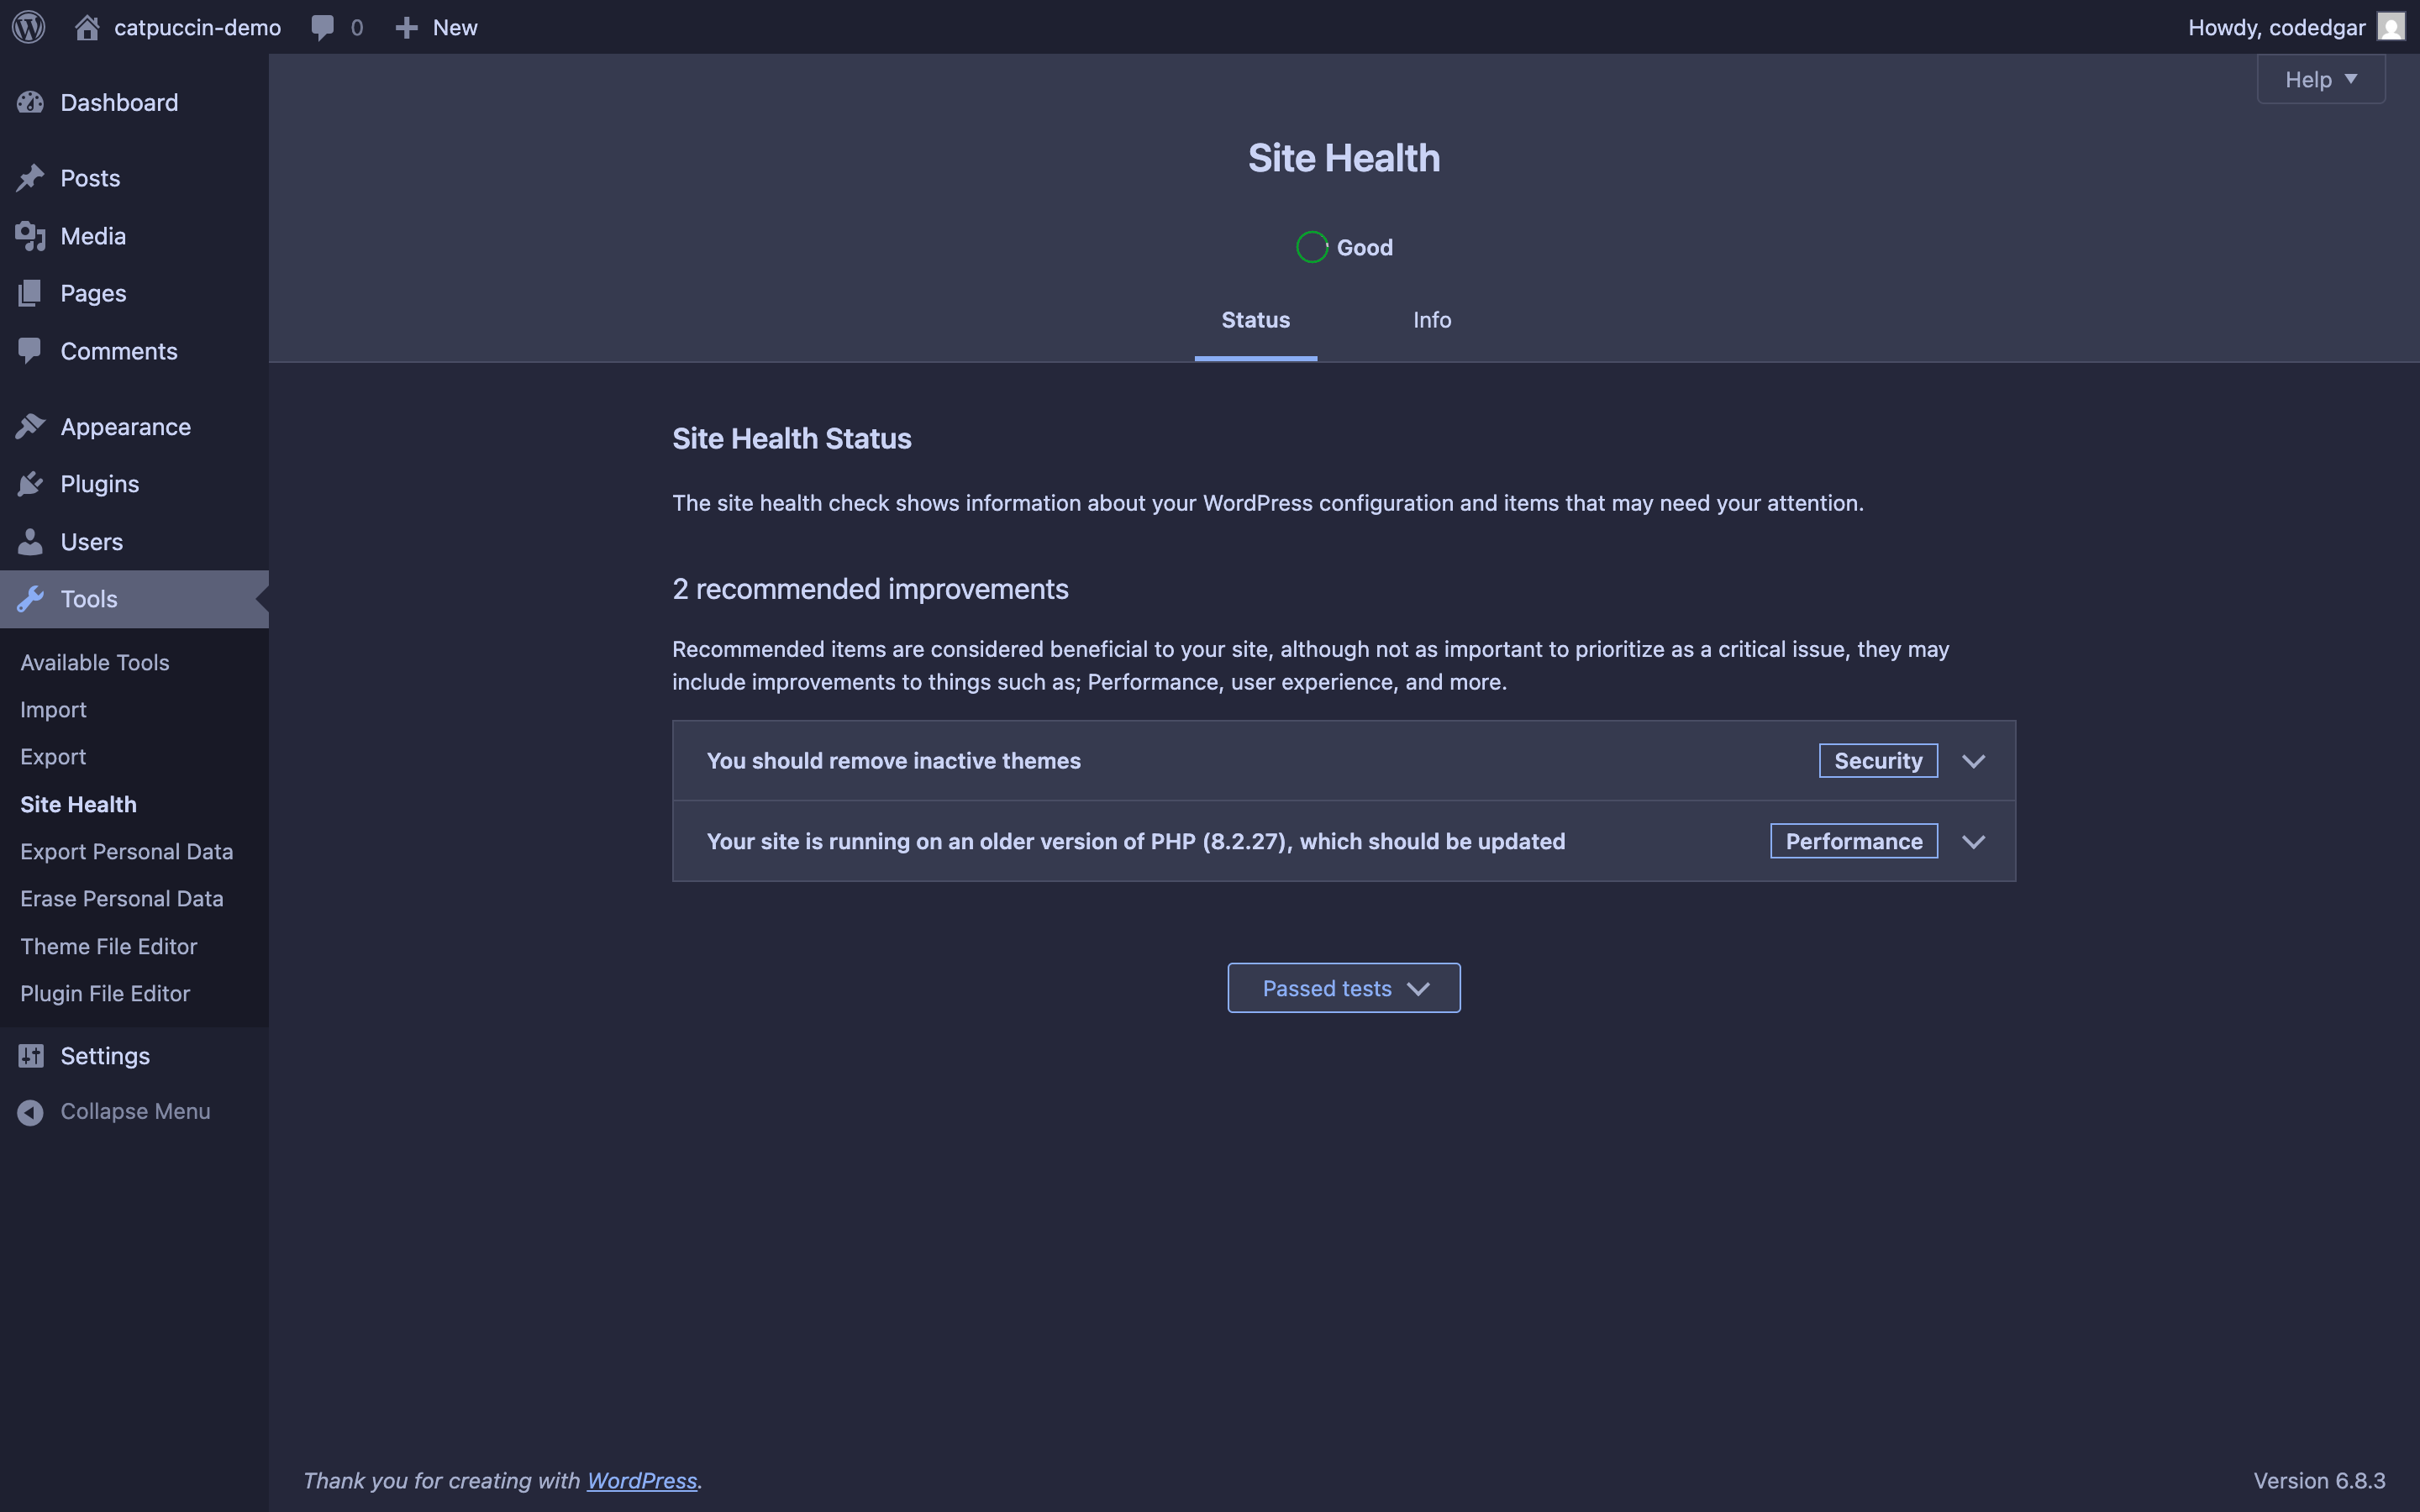 catpuccin-demo
0
New
Howdy, codedgar
Help
Dashboard
Posts
Media
Pages
Comments
Appearance
Plugins
Users
Tools
Available Tools
Import
Export
Site Health
Export Personal Data
Erase Personal Data
Theme File Editor
Plugin File Editor
Settings
Collapse Menu
Site Health
Good
Status
Info
Site Health Status
The site health check shows information about your WordPress configuration and items that may need your attention.
2 recommended improvements
Recommended items are considered beneficial to your site, although not as important to prioritize as a critical issue, they may
include improvements to things such as; Performance, user experience, and more.
You should remove inactive themes
Security
Your site is running on an older version of PHP (8.2.27), which should be updated
Performance
Passed tests
Thank you for creating with WordPress.
Version 6.8.3